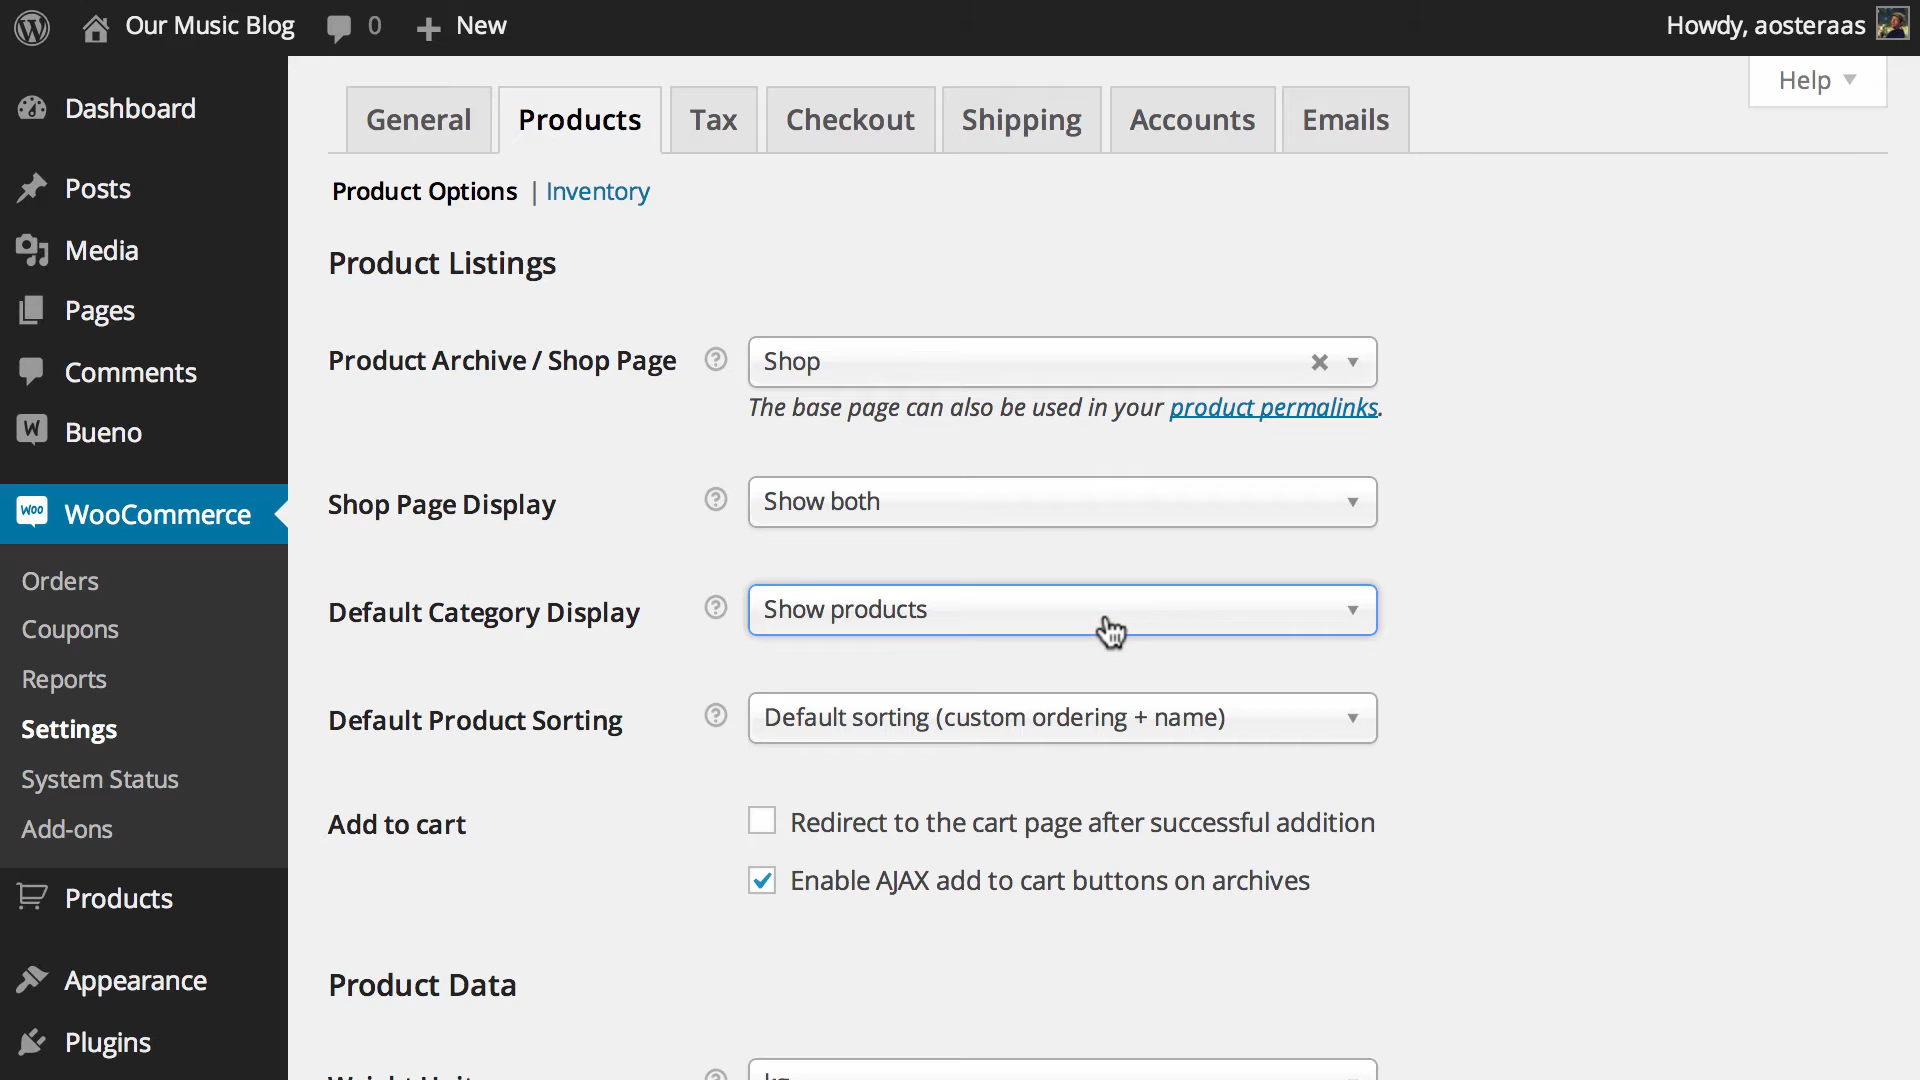 Our Music Blog 0 New Howdy, aosteraas
Help
Dashboard
Posts
Media
Pages
Comments
W Bueno
WOO WooCommerce
Orders
Coupons
Reports
Settings
System Status
Add-ons
Products
Appearance
Plugins
General Products Tax Checkout Shipping Accounts Emails
Product Options | Inventory
Product Listings
Product Archive / Shop Page ? Shop
The base page can also be used in your product permalinks.
Shop Page Display ? Show both
Default Category Display ? Show products
Default Product Sorting ? Default sorting (custom ordering + name)
Add to cart Redirect to the cart page after successful addition
Enable AJAX add to cart buttons on archives
Product Data